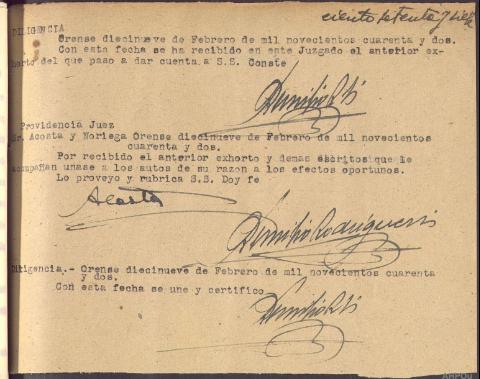 ciento setenta y siete
DILIGENCIA
Orense diecinueve de Febrero de mil novecientos cuarenta y dos.
Con esta fecha se ha recibido en este Juzgado el anterior ex-
horto del que paso a dar cuenta a S.S. Conste
Providencia Juez
Sr. Acosta y Noriega Orense diecinueve de Febrero de mil novecientos
cuarenta y dos.
Por recibido el anterior exhorto y demas escritos que le
acompañan unase a los autos de su razon a los efectos oportunos.
Lo proveyo y rubrica S.S. Doy fe
Acosta
Demilio Rodriguez
Diligencia.- Orense diecinueve de Febrero de mil novecientos cuarenta
y dos.
Con esta fecha se une y certifico
AHPOu